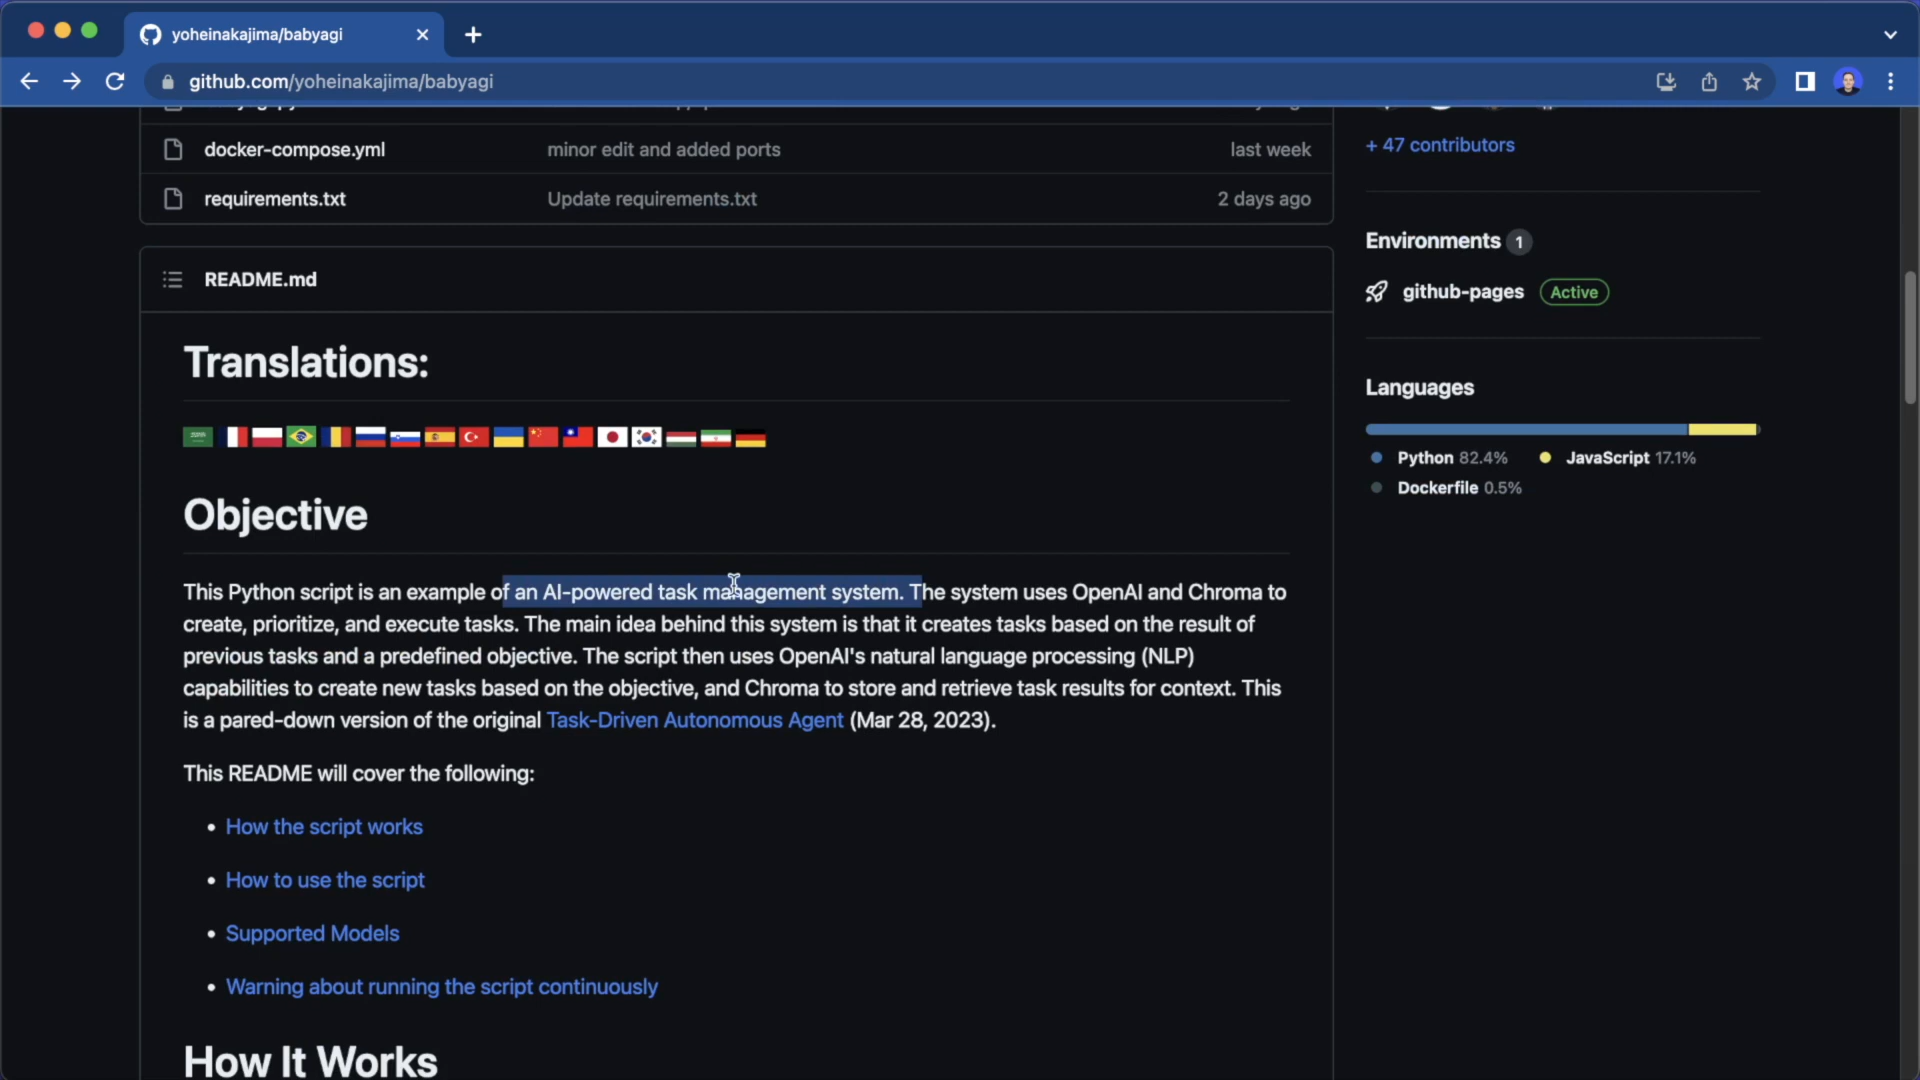 yoheinakajima/babyagi
github.com/yoheinakajima/babyagi
docker-compose.yml minor edit and added ports last week
requirements.txt Update requirements.txt 2 days ago
+ 47 contributors
README.md
Environments 1
github-pages Active
Translations:
Languages
Python 82.4% JavaScript 17.1%
Dockerfile 0.5%
Objective
This Python script is an example of an AI-powered task management system. The system uses OpenAI and Chroma to
create, prioritize, and execute tasks. The main idea behind this system is that it creates tasks based on the result of
previous tasks and a predefined objective. The script then uses OpenAI's natural language processing (NLP)
capabilities to create new tasks based on the objective, and Chroma to store and retrieve task results for context. This
is a pared-down version of the original Task-Driven Autonomous Agent (Mar 28, 2023).
This README will cover the following:
How the script works
How to use the script
Supported Models
Warning about running the script continuously
How It Works